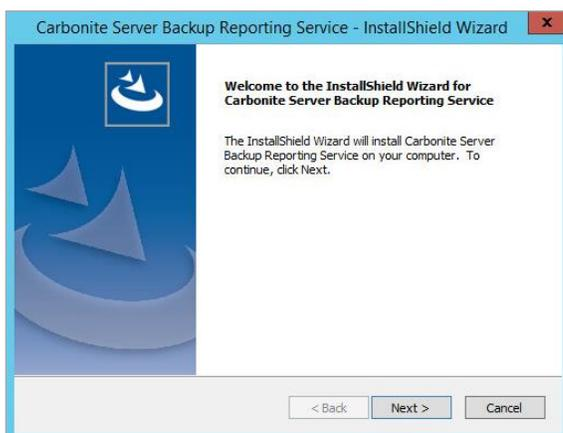 Carbonite Server Backup Reporting Service - InstallShield Wizard
x
Welcome to the InstallShield Wizard for
Carbonite Server Backup Reporting Service
The InstallShield Wizard will install Carbonite Server
Backup Reporting Service on your computer. To
continue, click Next.
< Back Next > Cancel